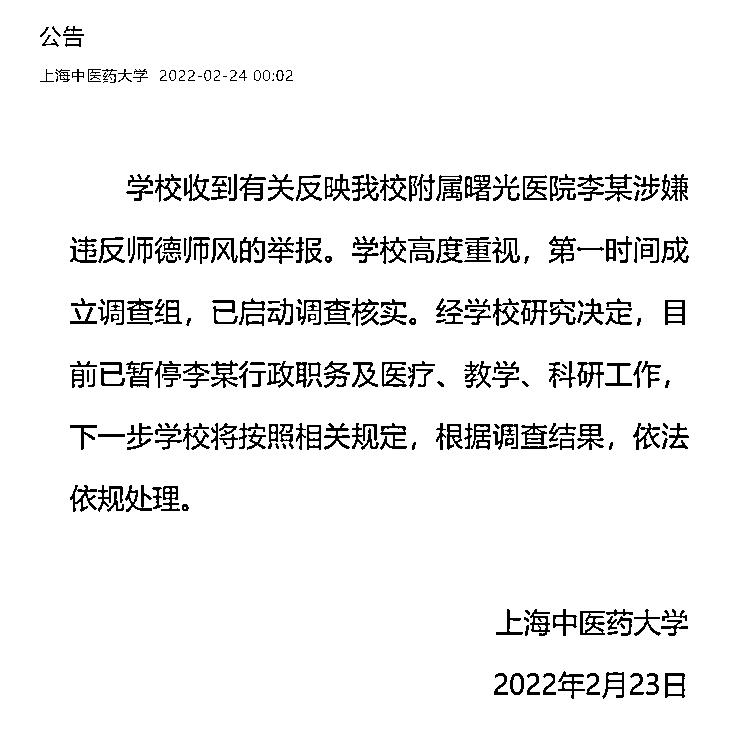 公告
上海中医药大学 2022-02-24 00:02
学校收到有关反映我校附属曙光医院李某涉嫌
违反师德师风的举报。学校高度重视，第一时间成
立调查组，已启动调查核实。经学校研究决定，目
前已暂停李某行政职务及医疗、教学、科研工作，
下一步学校将按照相关规定，根据调查结果，依法
依规处理。
上海中医药大学
2022年2月23日